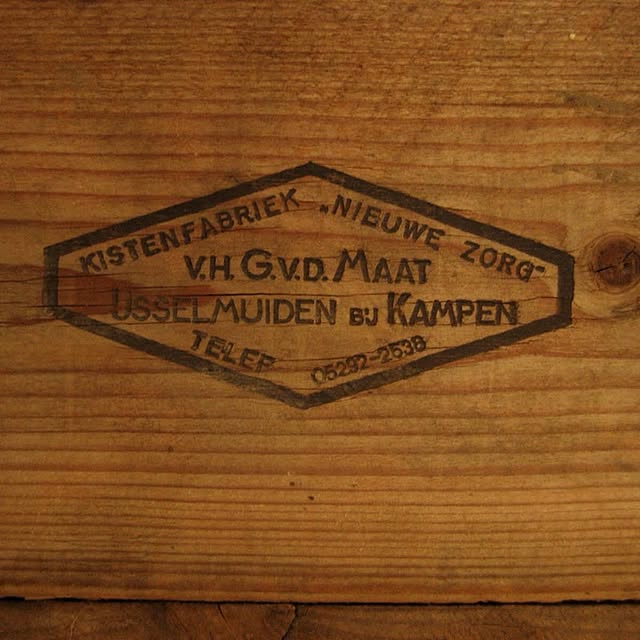 KISTENFABRIEK „NIEUWE ZORG"
V.H. G.V.D. MAAT
IJSSELMUIDEN BIJ KAMPEN
TELEF 05292-2538